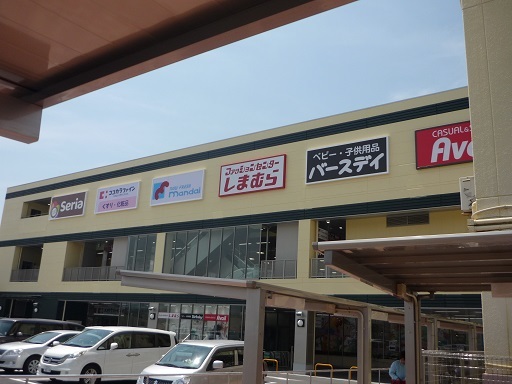 Seria
ココカラファイン
くすり・化粧品
mandai
ファッションセンター
しまむら
ベビー・子供用品
バースデイ
CASUAL&
Ava